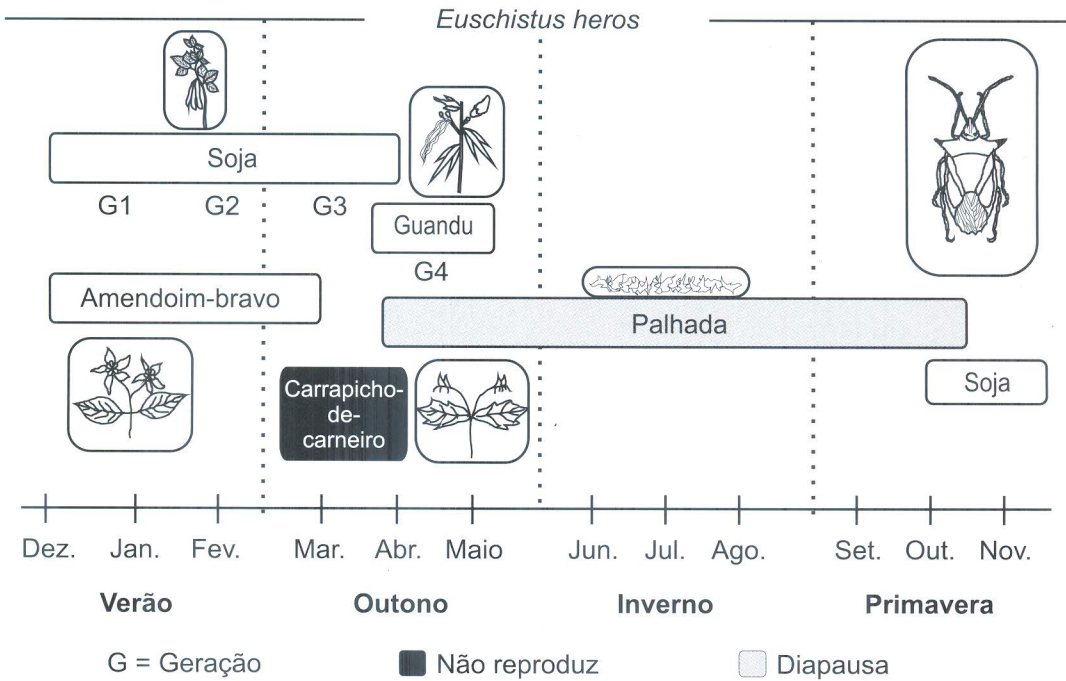 Euschistus heros
Soja
G1 G2 G3
Guandu
G4
Amendoim-bravo
Palhada
Carrapicho-
de-
carneiro
Soja
Dez. Jan. Fev. Mar. Abr. Maio Jun. Jul. Ago. Set. Out. Nov.
Verão Outono Inverno Primavera
G = Geração Não reproduz Diapausa